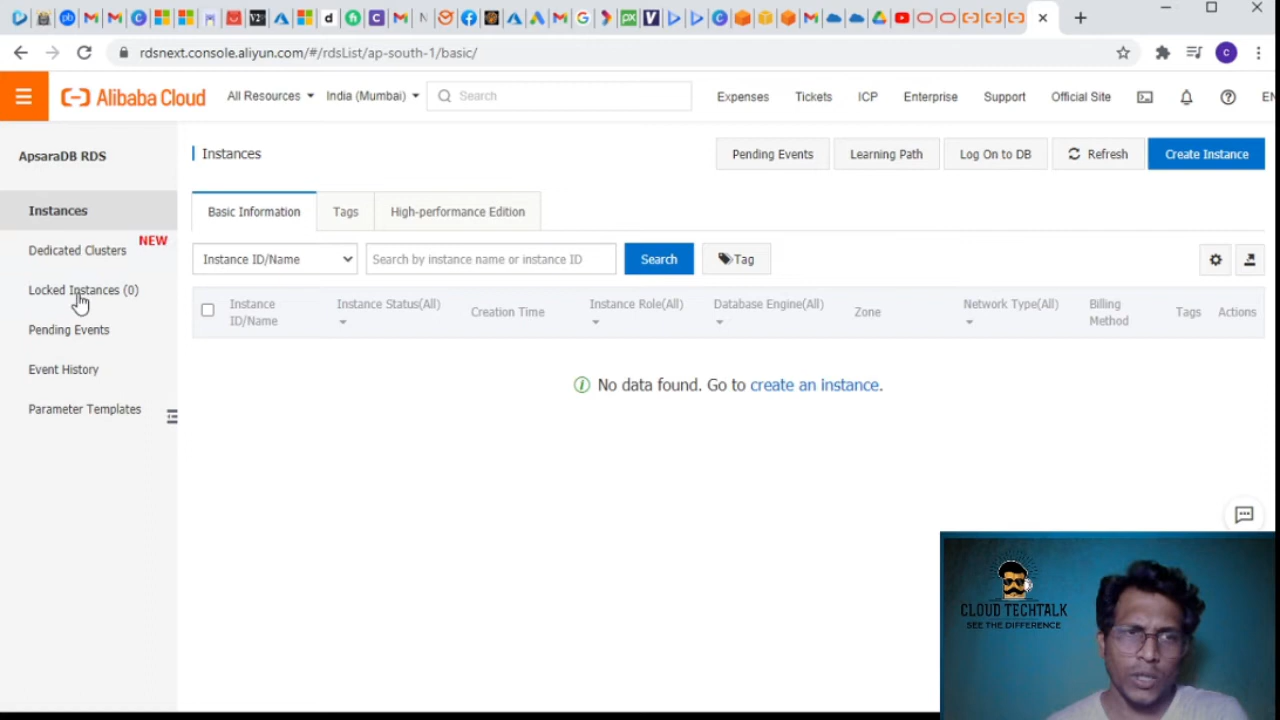 rdsnext.console.aliyun.com/#/rdsList/ap-south-1/basic/
Alibaba Cloud
All Resources
India (Mumbai)
Search
Expenses
Tickets
ICP
Enterprise
Support
Official Site
EN
ApsaraDB RDS
Instances
Dedicated Clusters
NEW
Locked Instances (0)
Pending Events
Event History
Parameter Templates
Instances
Pending Events
Learning Path
Log On to DB
Refresh
Create Instance
Basic Information
Tags
High-performance Edition
Instance ID/Name
Search by instance name or instance ID
Search
Tag
Instance
ID/Name
Instance Status(All)
Creation Time
Instance Role(All)
Database Engine(All)
Zone
Network Type(All)
Billing
Method
Tags
Actions
No data found. Go to create an instance.
CLOUD TECHTALK
SEE THE DIFFERENCE